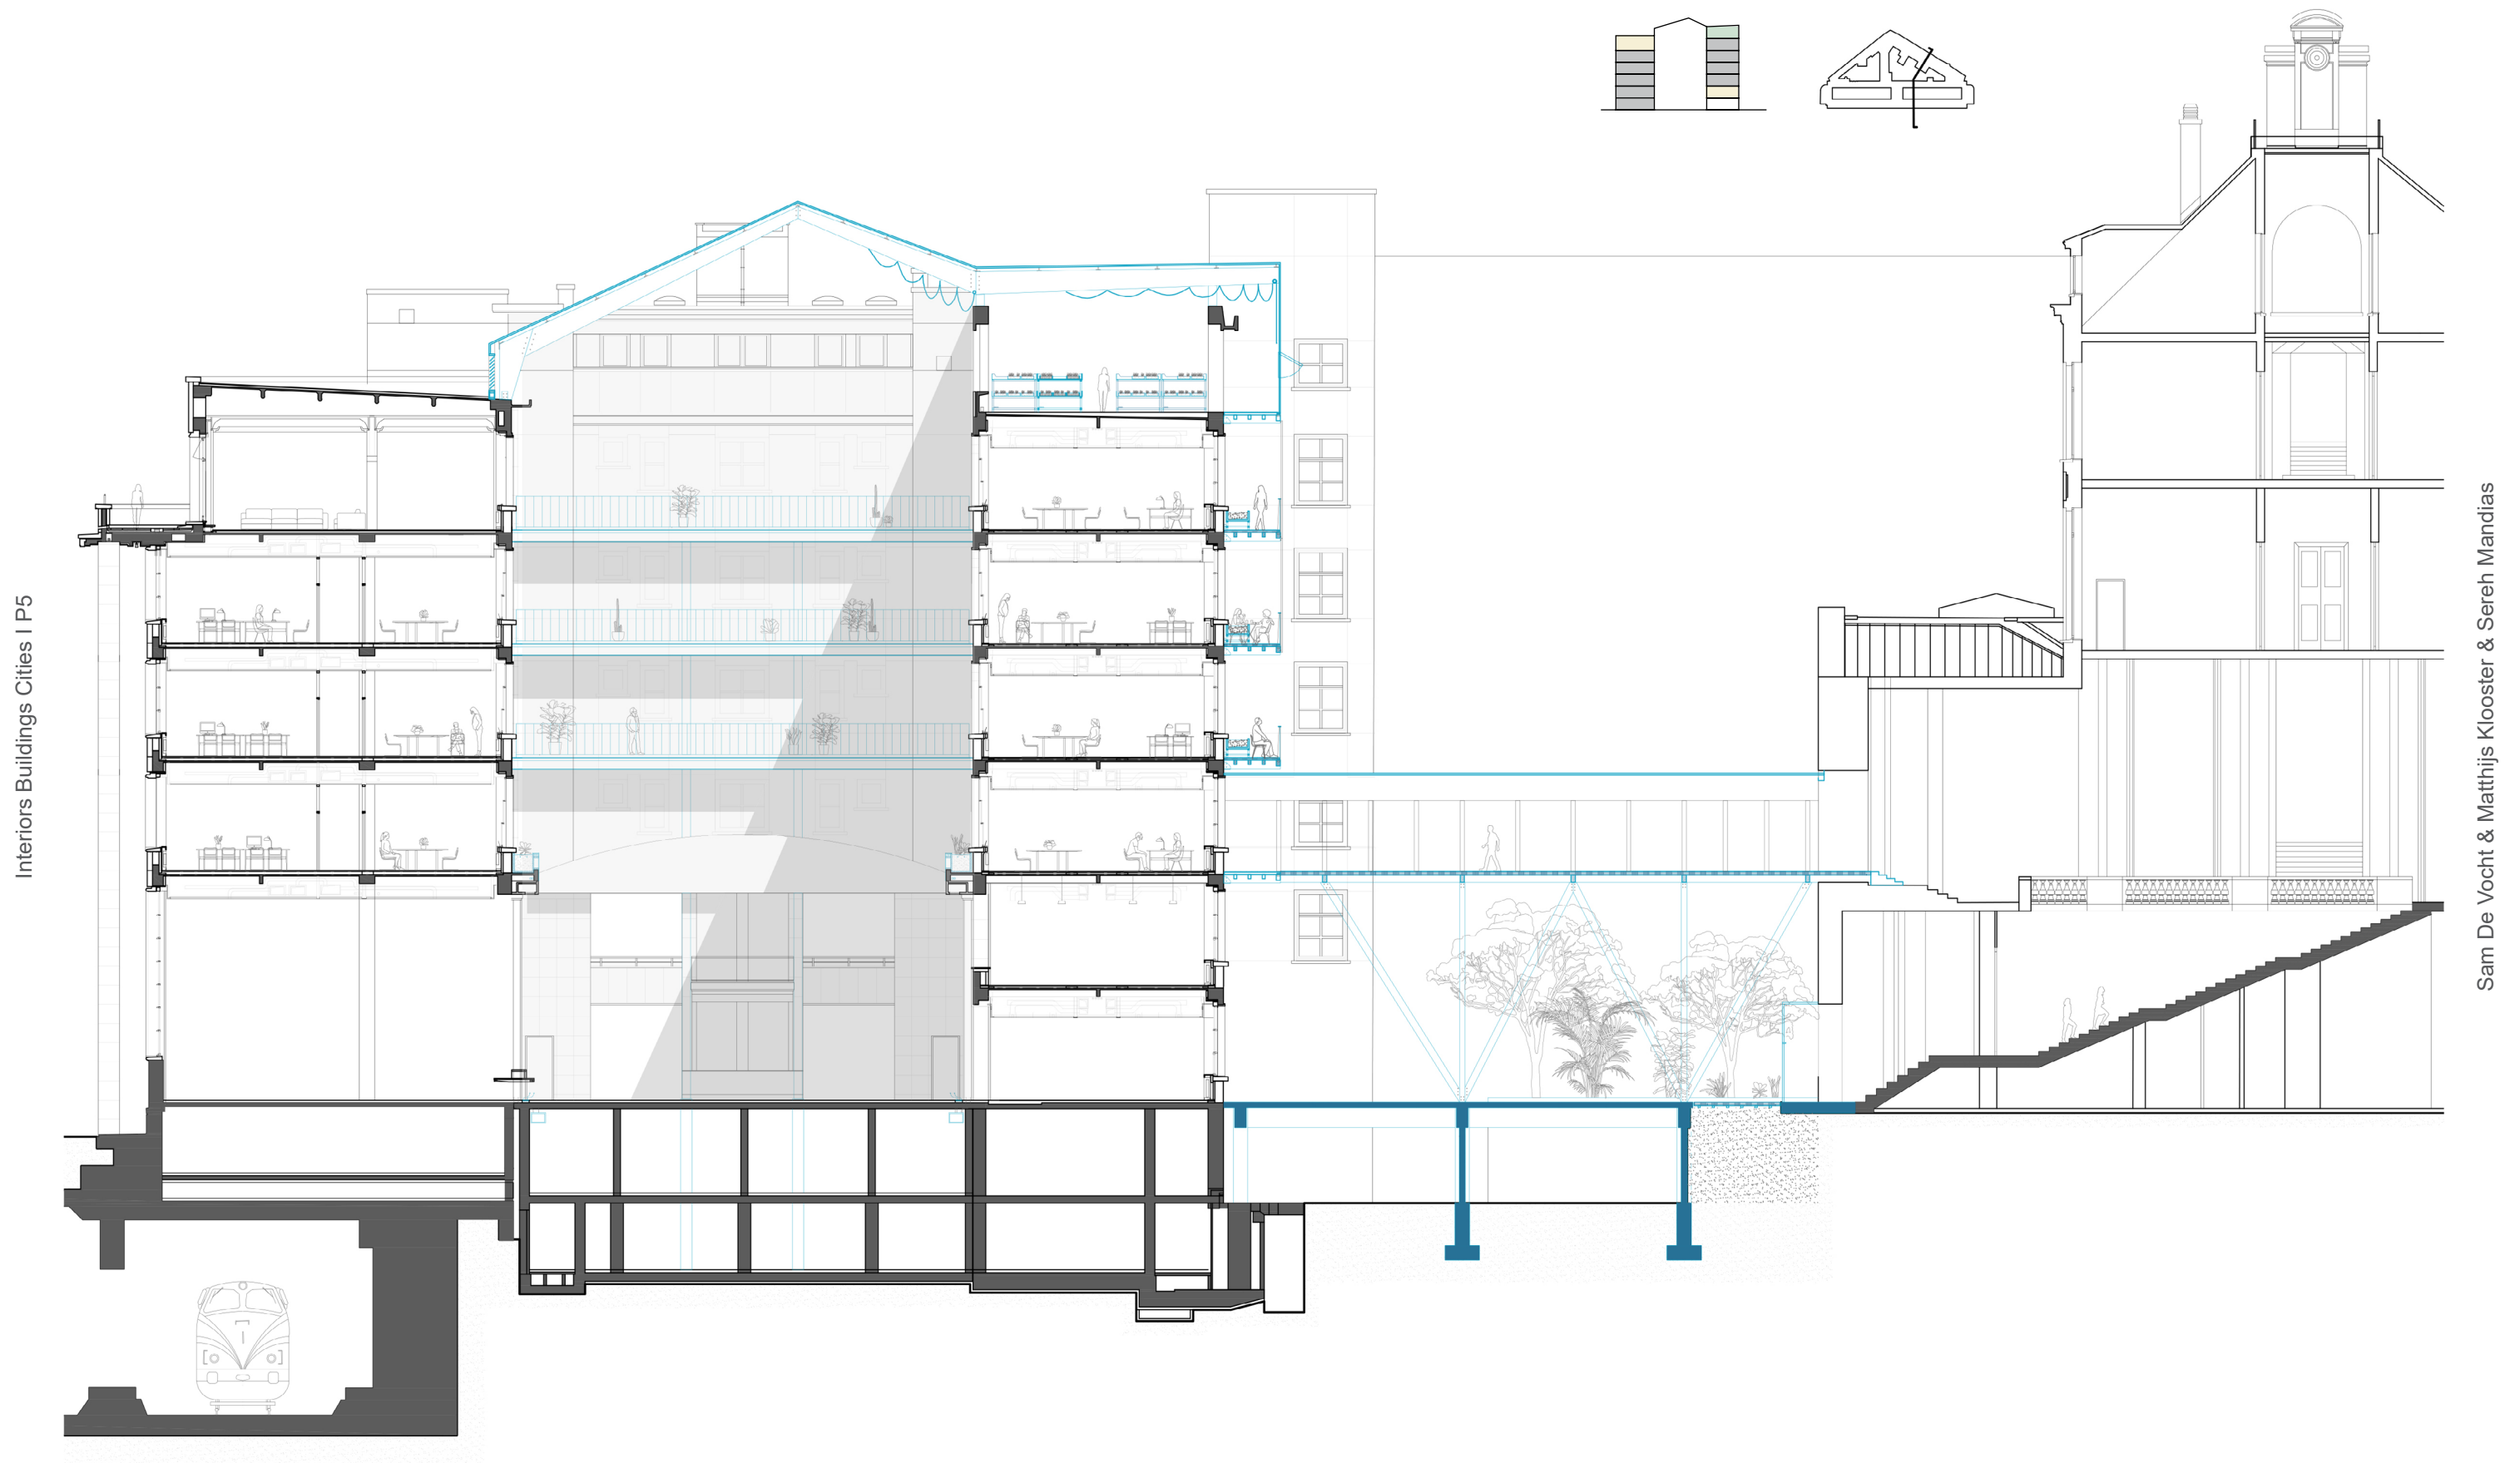 Interiors Buildings Cities I P5
Sam De Vocht & Matthijs Klooster & Sereh Mandias